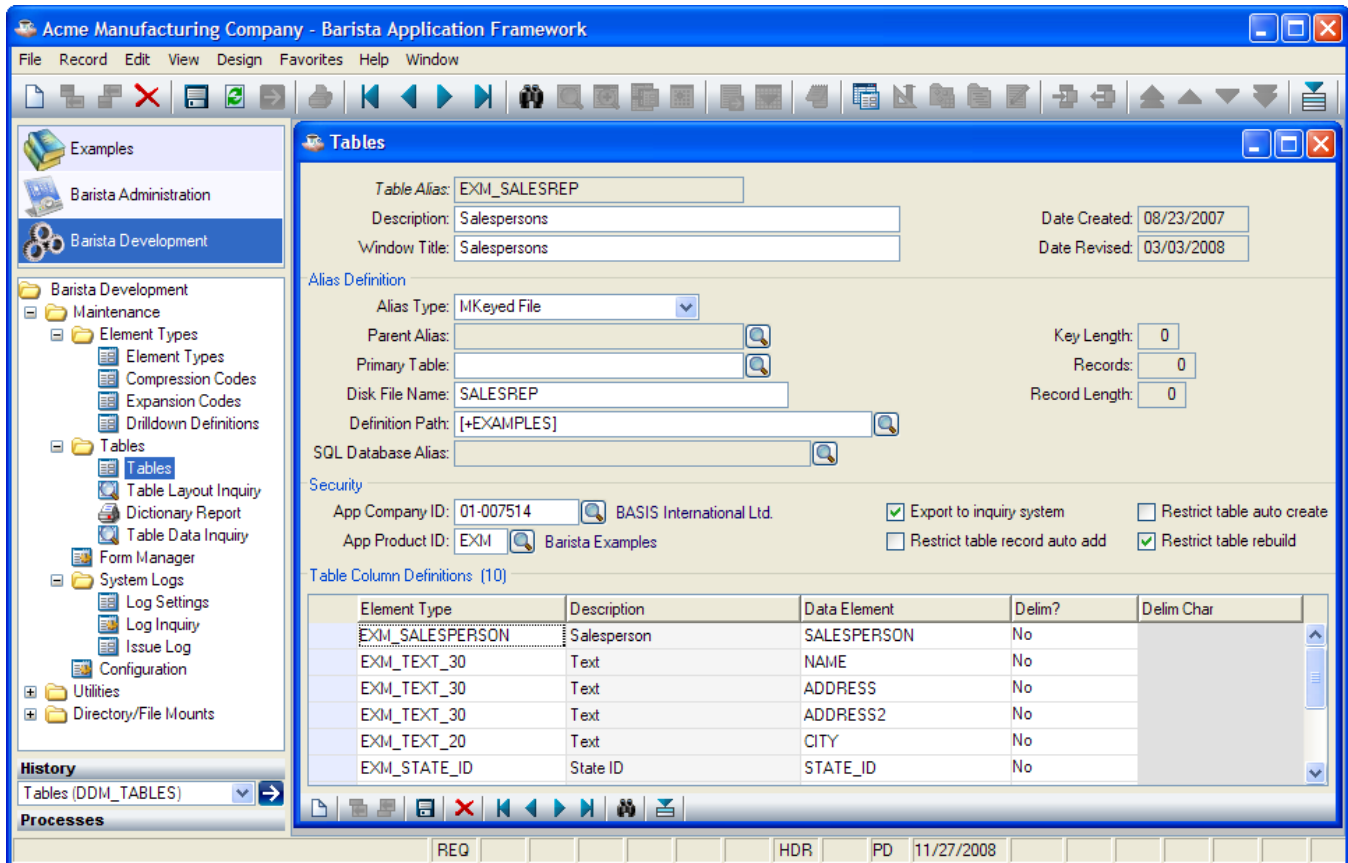 Acme Manufacturing Company - Barista Application Framework
File Record Edit View Design Favorites Help Window
Examples
Barista Administration
Barista Development
Barista Development
Maintenance
Element Types
Element Types
Compression Codes
Expansion Codes
Drilldown Definitions
Tables
Tables
Table Layout Inquiry
Dictionary Report
Table Data Inquiry
Form Manager
System Logs
Log Settings
Log Inquiry
Issue Log
Configuration
Utilities
Directory/File Mounts
History
Tables (DDM_TABLES)
Processes
Tables
Table Alias: EXM_SALESREP
Description: Salespersons Date Created: 08/23/2007
Window Title: Salespersons Date Revised: 03/03/2008
Alias Definition
Alias Type: MKeyed File
Parent Alias: Key Length: 0
Primary Table: Records: 0
Disk File Name: SALESREP Record Length: 0
Definition Path: [+EXAMPLES]
SQL Database Alias:
Security
App Company ID: 01-007514 BASIS International Ltd. Export to inquiry system Restrict table auto create
App Product ID: EXM Barista Examples Restrict table record auto add Restrict table rebuild
Table Column Definitions (10)
Element Type Description Data Element Delim? Delim Char
EXM_SALESPERSON Salesperson SALESPERSON No
EXM_TEXT_30 Text NAME No
EXM_TEXT_30 Text ADDRESS No
EXM_TEXT_30 Text ADDRESS2 No
EXM_TEXT_20 Text CITY No
EXM_STATE_ID State ID STATE_ID No
REQ HDR PD 11/27/2008